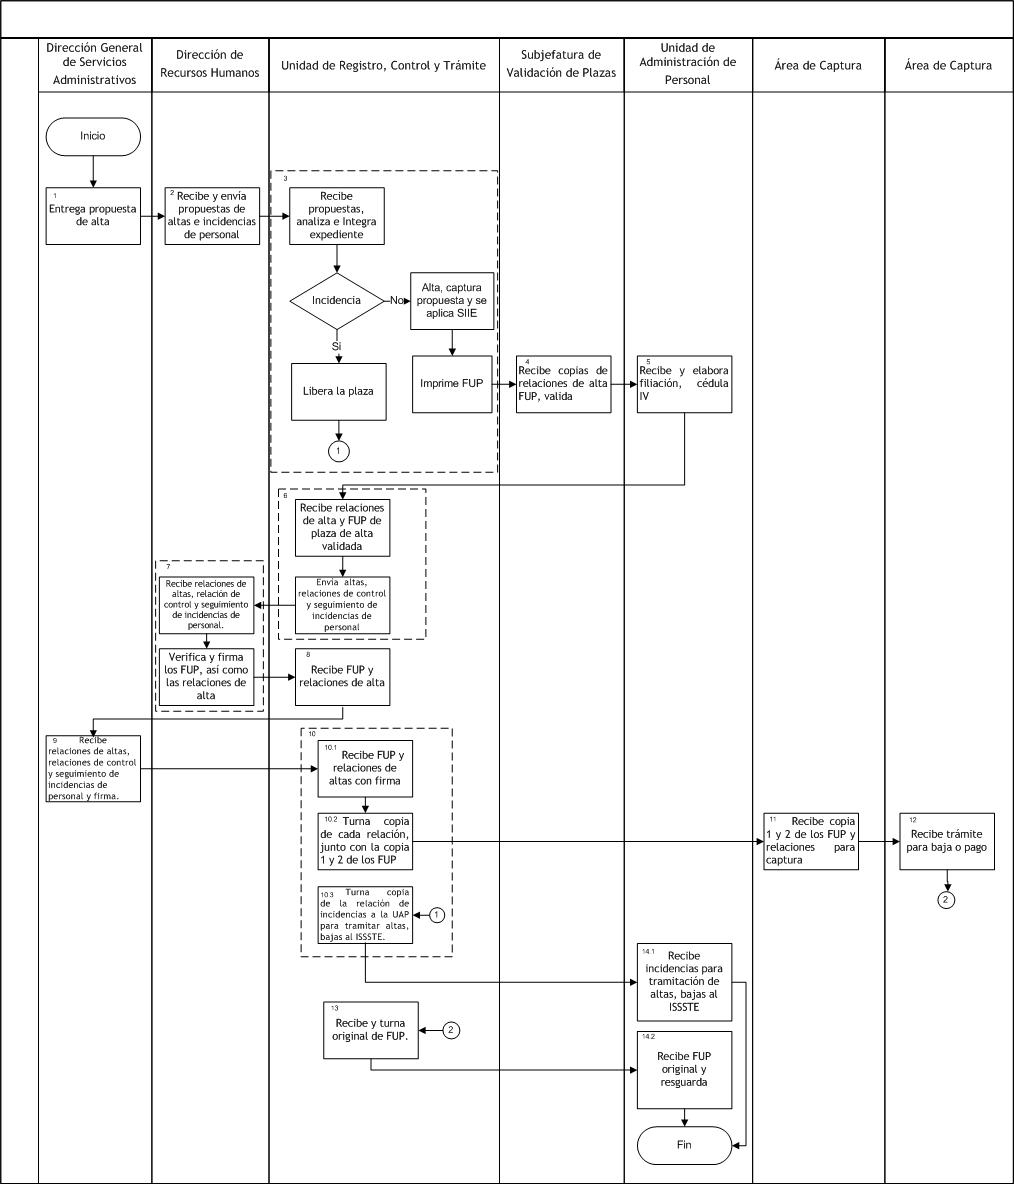 Dirección General
de Servicios
Administrativos
Dirección de
Recursos Humanos
Unidad de Registro, Control y Trámite
Subjefatura de
Validación de Plazas
Unidad de
Administración de
Personal
Área de Captura
Área de Captura
Inicio
1
Entrega propuesta
de alta
2 Recibe y envía
propuestas de
altas e incidencias
de personal
3
Recibe
propuestas,
analiza e Integra
expediente
Incidencia
No
Alta, captura
propuesta y se
aplica SIIE
Si
Libera la plaza
1
Imprime FUP
4
Recibe copias de
relaciones de alta
FUP, valida
5
Recibe y elabora
filiación, cédula
IV
6
Recibe relaciones
de alta y FUP de
plaza de alta
validada
Envía altas,
relaciones de control
y seguimiento de
incidencias de
personal
7
Recibe relaciones de
altas, relación de
control y seguimiento
de incidencias de
personal.
Verifica y firma
los FUP, así como
las relaciones de
alta
8
Recibe FUP y
relaciones de alta
9 Recibe
relaciones de altas,
relaciones de control
y seguimiento de
incidencias de
personal y firma.
10
10.1 Recibe FUP y
relaciones de
altas con firma
10.2 Turna copia
de cada relación,
junto con la copia
1 y 2 de los FUP
11 Recibe copia
1 y 2 de los FUP y
relaciones para
captura
12
Recibe trámite
para baja o pago
2
10.3 Turna copia
de la relación de
incidencias a la UAP
para tramitar altas,
bajas al ISSSTE.
1
14.1 Recibe
incidencias para
tramitación de
altas, bajas al
ISSSTE
13
Recibe y turna
original de FUP.
2
14.2
Recibe FUP
original y
resguarda
Fin